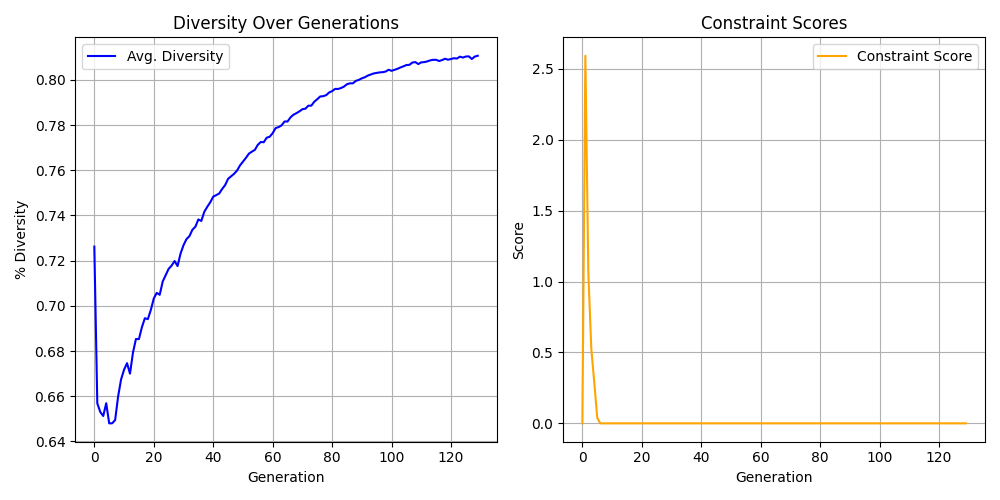 Diversity Over Generations
Avg. Diversity
% Diversity
0.80
0.78
0.76
0.74
0.72
0.70
0.68
0.66
0.64
0 20 40 60 80 100 120
Generation
Constraint Scores
Constraint Score
Score
2.5
2.0
1.5
1.0
0.5
0.0
0 20 40 60 80 100 120
Generation